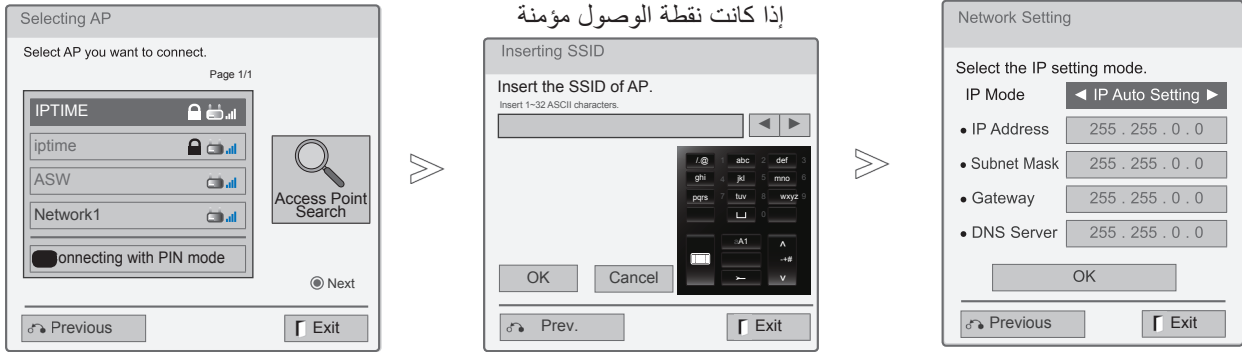 Selecting AP
Select AP you want to connect.
Page 1/1
IPTIME
iptime
ASW
Network1
onnecting with PIN mode
Access Point
Search
Next
Previous
Exit
إذا كانت نقطة الوصول مؤمنة
Inserting SSID
Insert the SSID of AP.
Insert 1~32 ASCII characters.
◀ ▶
/.@ 1 abc 2 def 3
ghi 4 jkl 5 mno 6
pqrs 7 tuv 8 wxyz 9
0
A1
-+#
OK Cancel
Prev. Exit
Network Setting
Select the IP setting mode.
IP Mode ◀ IP Auto Setting ▶
• IP Address 255 . 255 . 0 . 0
• Subnet Mask 255 . 255 . 0 . 0
• Gateway 255 . 255 . 0 . 0
• DNS Server 255 . 255 . 0 . 0
OK
Previous Exit